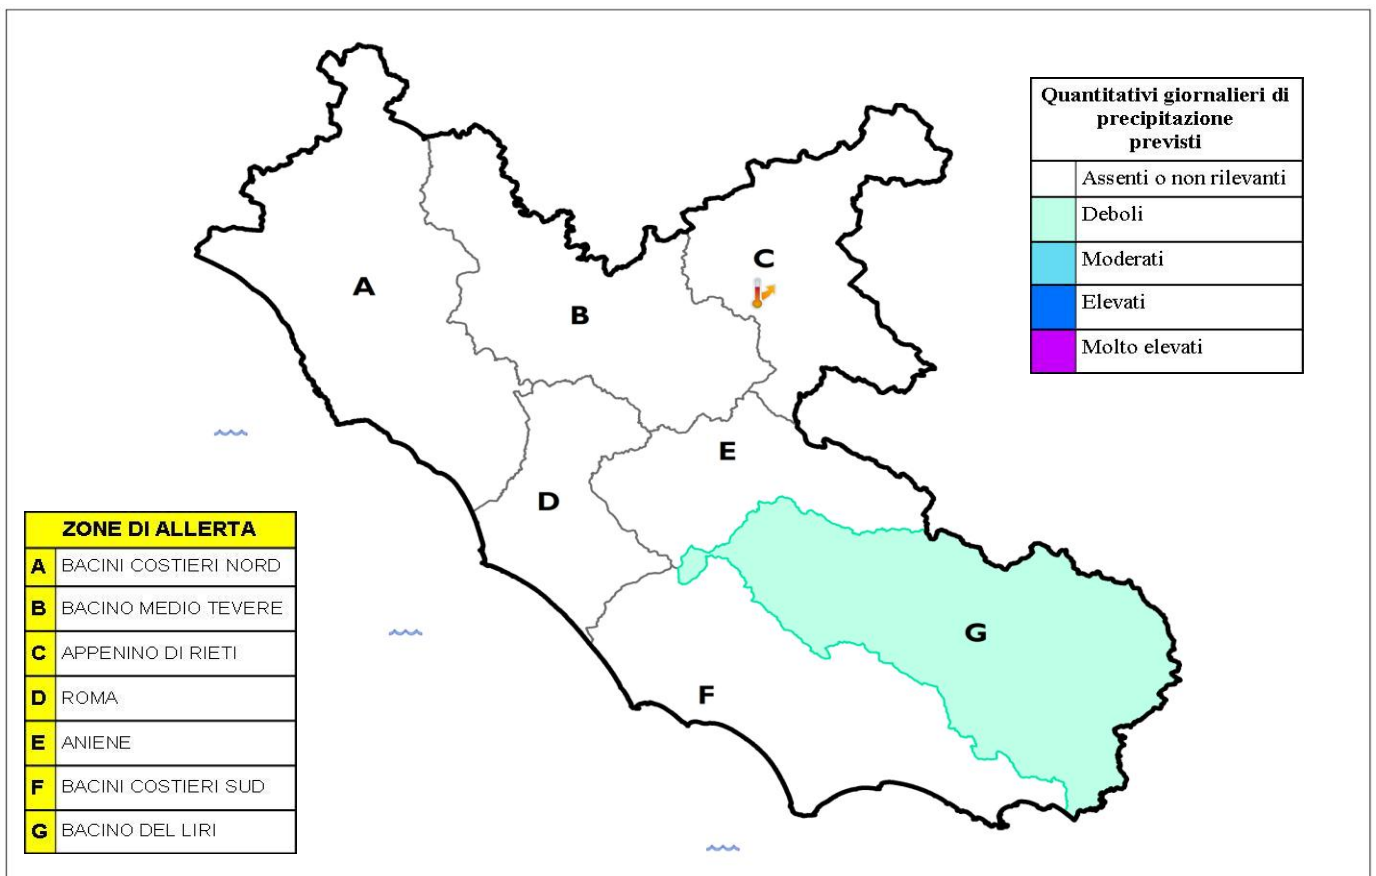 Quantitativi giornalieri di
precipitazione
previsti
Assenti o non rilevanti
Deboli
Moderati
Elevati
Molto elevati
C
A
B
E
D
G
F
ZONE DI ALLERTA
A BACINI COSTIERI NORD
B BACINO MEDIO TEVERE
C APPENINO DI RIETI
D ROMA
E ANIENE
F BACINI COSTIERI SUD
G BACINO DEL LIRI